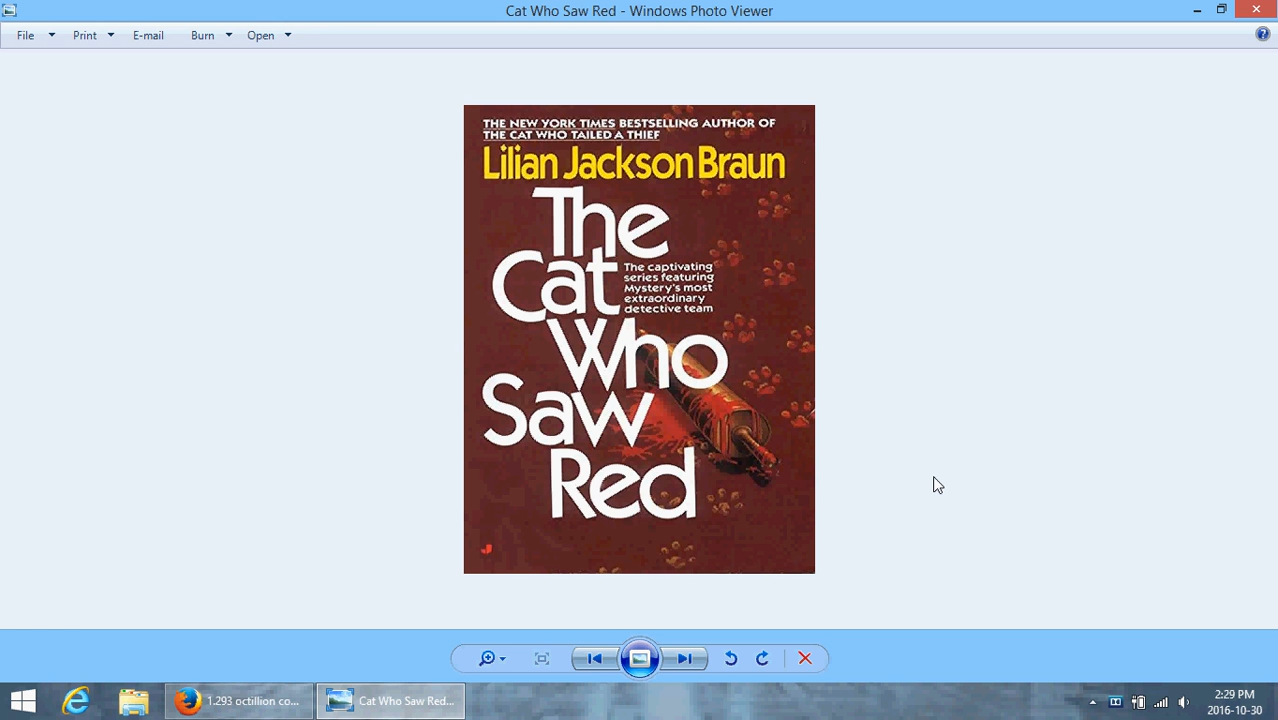 Cat Who Saw Red - Windows Photo Viewer
File Print E-mail Burn Open
THE NEW YORK TIMES BESTSELLING AUTHOR OF
THE CAT WHO TAILED A THIEF
Lilian Jackson Braun
The
Cat
The captivating
series featuring
Mystery's most
extraordinary
detective team
Who
Saw
Red
J
1.293 octillion co... Cat Who Saw Red...
2:29 PM
2016-10-30